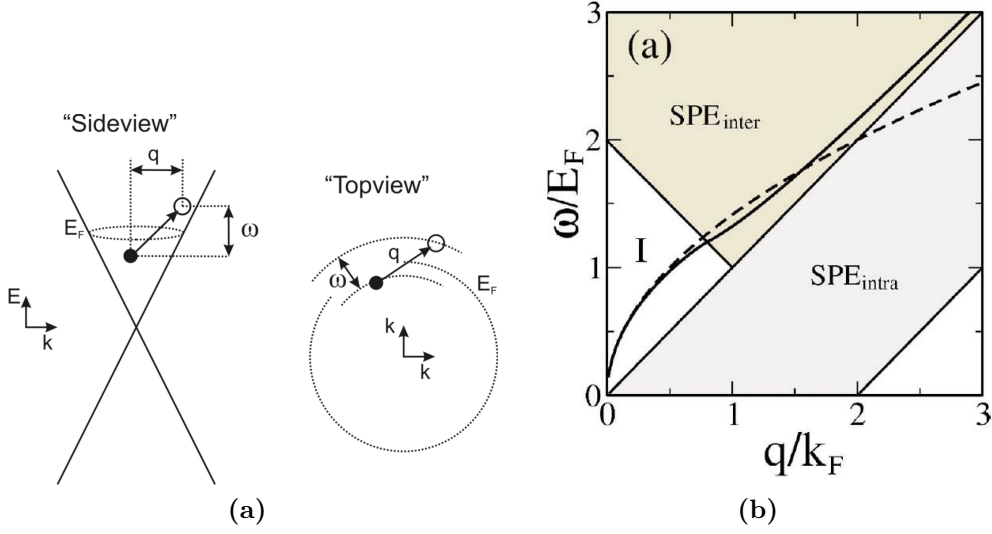 “Sideview”
q
E_F
ω
E
k
“Topview”
q
ω
E_F
k
k
(a)
(a)
SPE_inter
I
SPE_intra
ω/E_F
3
2
1
0
0
1
2
3
q/k_F
(b)